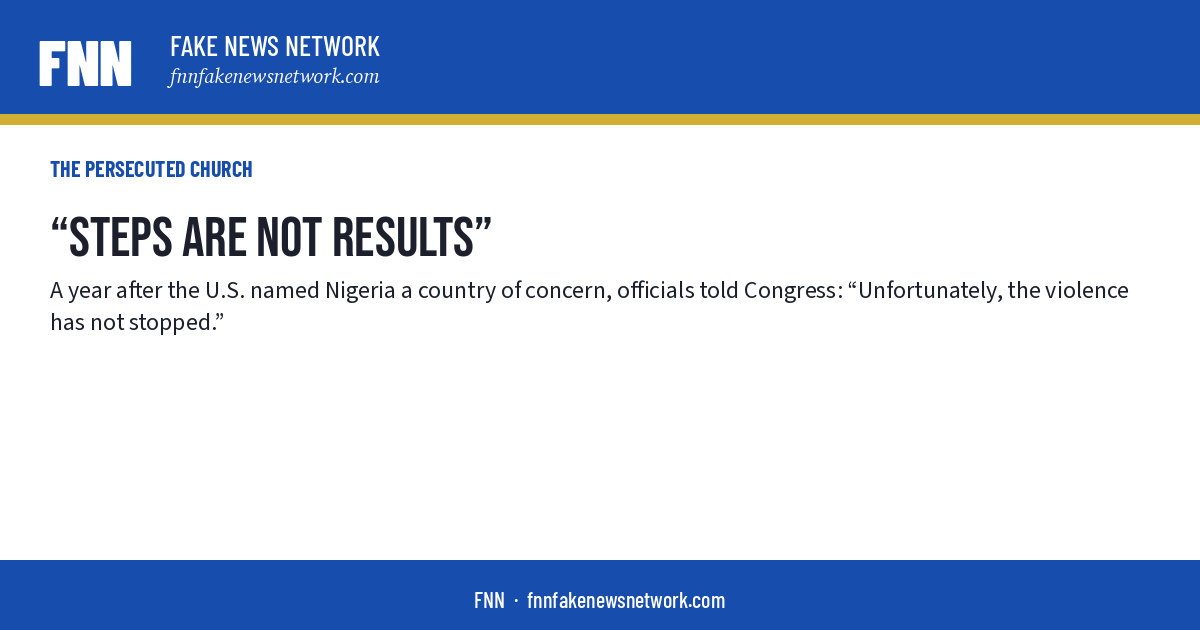 FNN
FAKE NEWS NETWORK
fnnfakenewsnetwork.com
THE PERSECUTED CHURCH
“STEPS ARE NOT RESULTS”
A year after the U.S. named Nigeria a country of concern, officials told Congress: “Unfortunately, the violence
has not stopped.”
FNN · fnnfakenewsnetwork.com